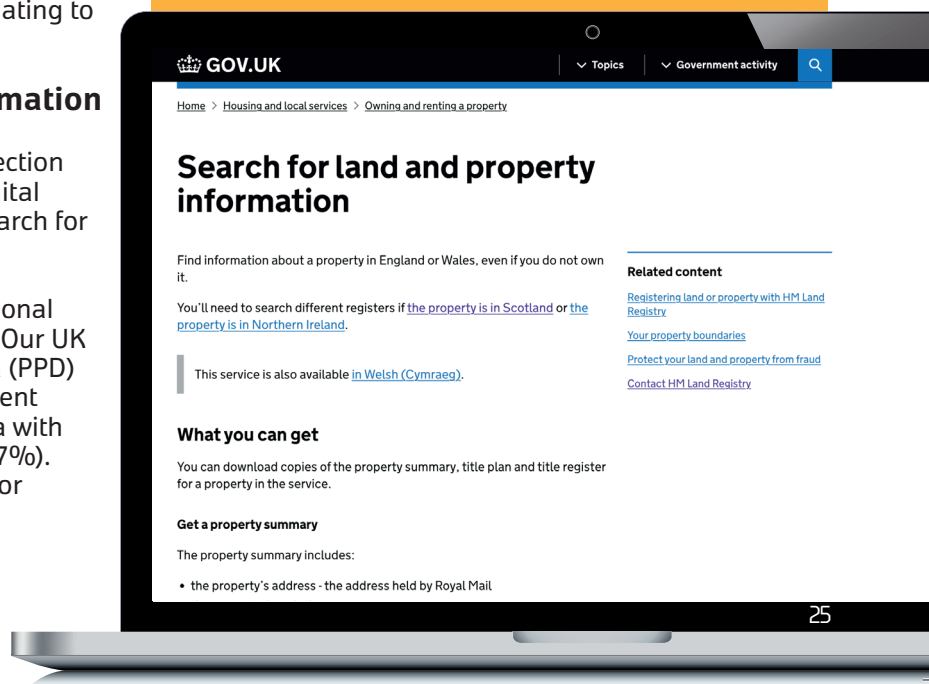 ating to
mation
ection
ital
arch for
onal
Our UK
(PPD)
ent
a with
7%).
or
GOV.UK
Topics
Government activity
Home > Housing and local services > Owning and renting a property
Search for land and property
information
Find information about a property in England or Wales, even if you do not own
it.
You’ll need to search different registers if the property is in Scotland or the
property is in Northern Ireland.
This service is also available in Welsh (Cymraeg).
What you can get
You can download copies of the property summary, title plan and title register
for a property in the service.
Get a property summary
The property summary includes:
• the property’s address - the address held by Royal Mail
Related content
Registering land or property with HM Land
Registry
Your property boundaries
Protect your land and property from fraud
Contact HM Land Registry
25